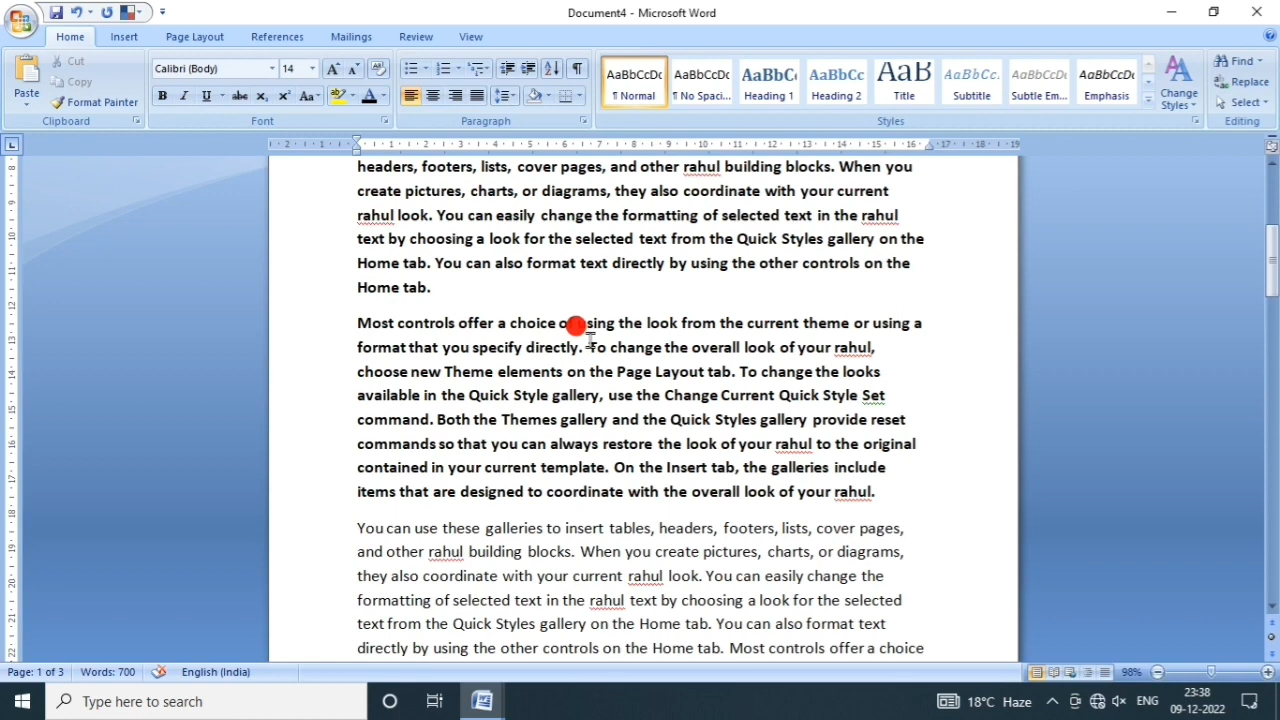 Document4 - Microsoft Word
Home Insert Page Layout References Mailings Review View
Paste
Cut
Copy
Format Painter
Clipboard
Calibri (Body) 14
Font
Paragraph
AaBbCcDc ¶ Normal
AaBbCcDc ¶ No Spaci...
AaBbC Heading 1
AaBbCc Heading 2
AaB Title
AaBbCc. Subtitle
AaBbCcDc Subtle Em...
AaBbCcDc Emphasis
Change Styles
Styles
Find
Replace
Select
Editing
headers, footers, lists, cover pages, and other rahul building blocks. When you
create pictures, charts, or diagrams, they also coordinate with your current
rahul look. You can easily change the formatting of selected text in the rahul
text by choosing a look for the selected text from the Quick Styles gallery on the
Home tab. You can also format text directly by using the other controls on the
Home tab.
Most controls offer a choice of using the look from the current theme or using a
format that you specify directly. To change the overall look of your rahul,
choose new Theme elements on the Page Layout tab. To change the looks
available in the Quick Style gallery, use the Change Current Quick Style Set
command. Both the Themes gallery and the Quick Styles gallery provide reset
commands so that you can always restore the look of your rahul to the original
contained in your current template. On the Insert tab, the galleries include
items that are designed to coordinate with the overall look of your rahul.
You can use these galleries to insert tables, headers, footers, lists, cover pages,
and other rahul building blocks. When you create pictures, charts, or diagrams,
they also coordinate with your current rahul look. You can easily change the
formatting of selected text in the rahul text by choosing a look for the selected
text from the Quick Styles gallery on the Home tab. You can also format text
directly by using the other controls on the Home tab. Most controls offer a choice
Page: 1 of 3 Words: 700 English (India) 98%
Type here to search
18°C Haze ENG 23:38
09-12-2022